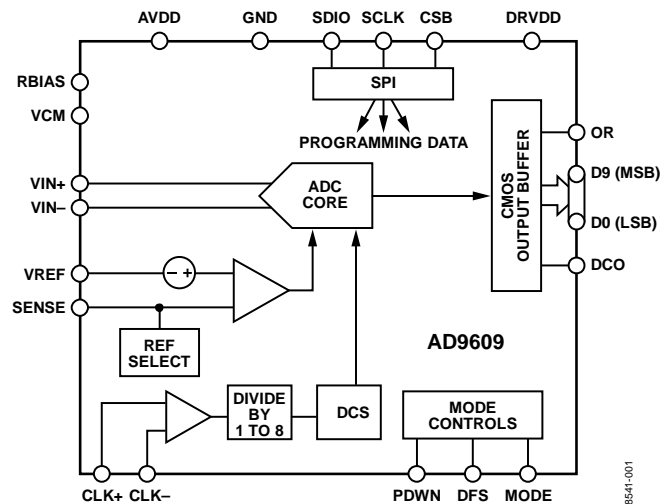 AVDD GND SDIO SCLK CSB DRVDD
RBIAS
SPI
VCM
PROGRAMMING DATA
OR
VIN+
ADC
CORE
CMOS
OUTPUT BUFFER
D9 (MSB)
VIN–
D0 (LSB)
VREF
– +
DCO
SENSE
REF
SELECT
AD9609
DIVIDE
BY
1 TO 8
DCS
MODE
CONTROLS
CLK+ CLK– PDWN DFS MODE
8541-001